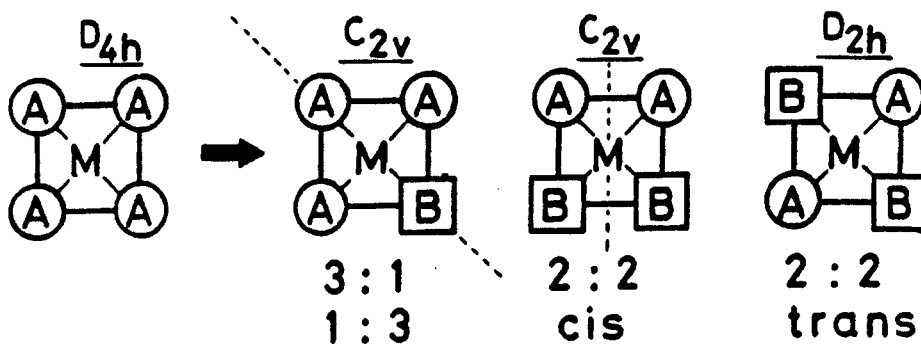 D4h C2v C2v D2h
A A A A A A B A
M M M M
A A A B B B A B
3 : 1 2 : 2 2 : 2
1 : 3 cis trans